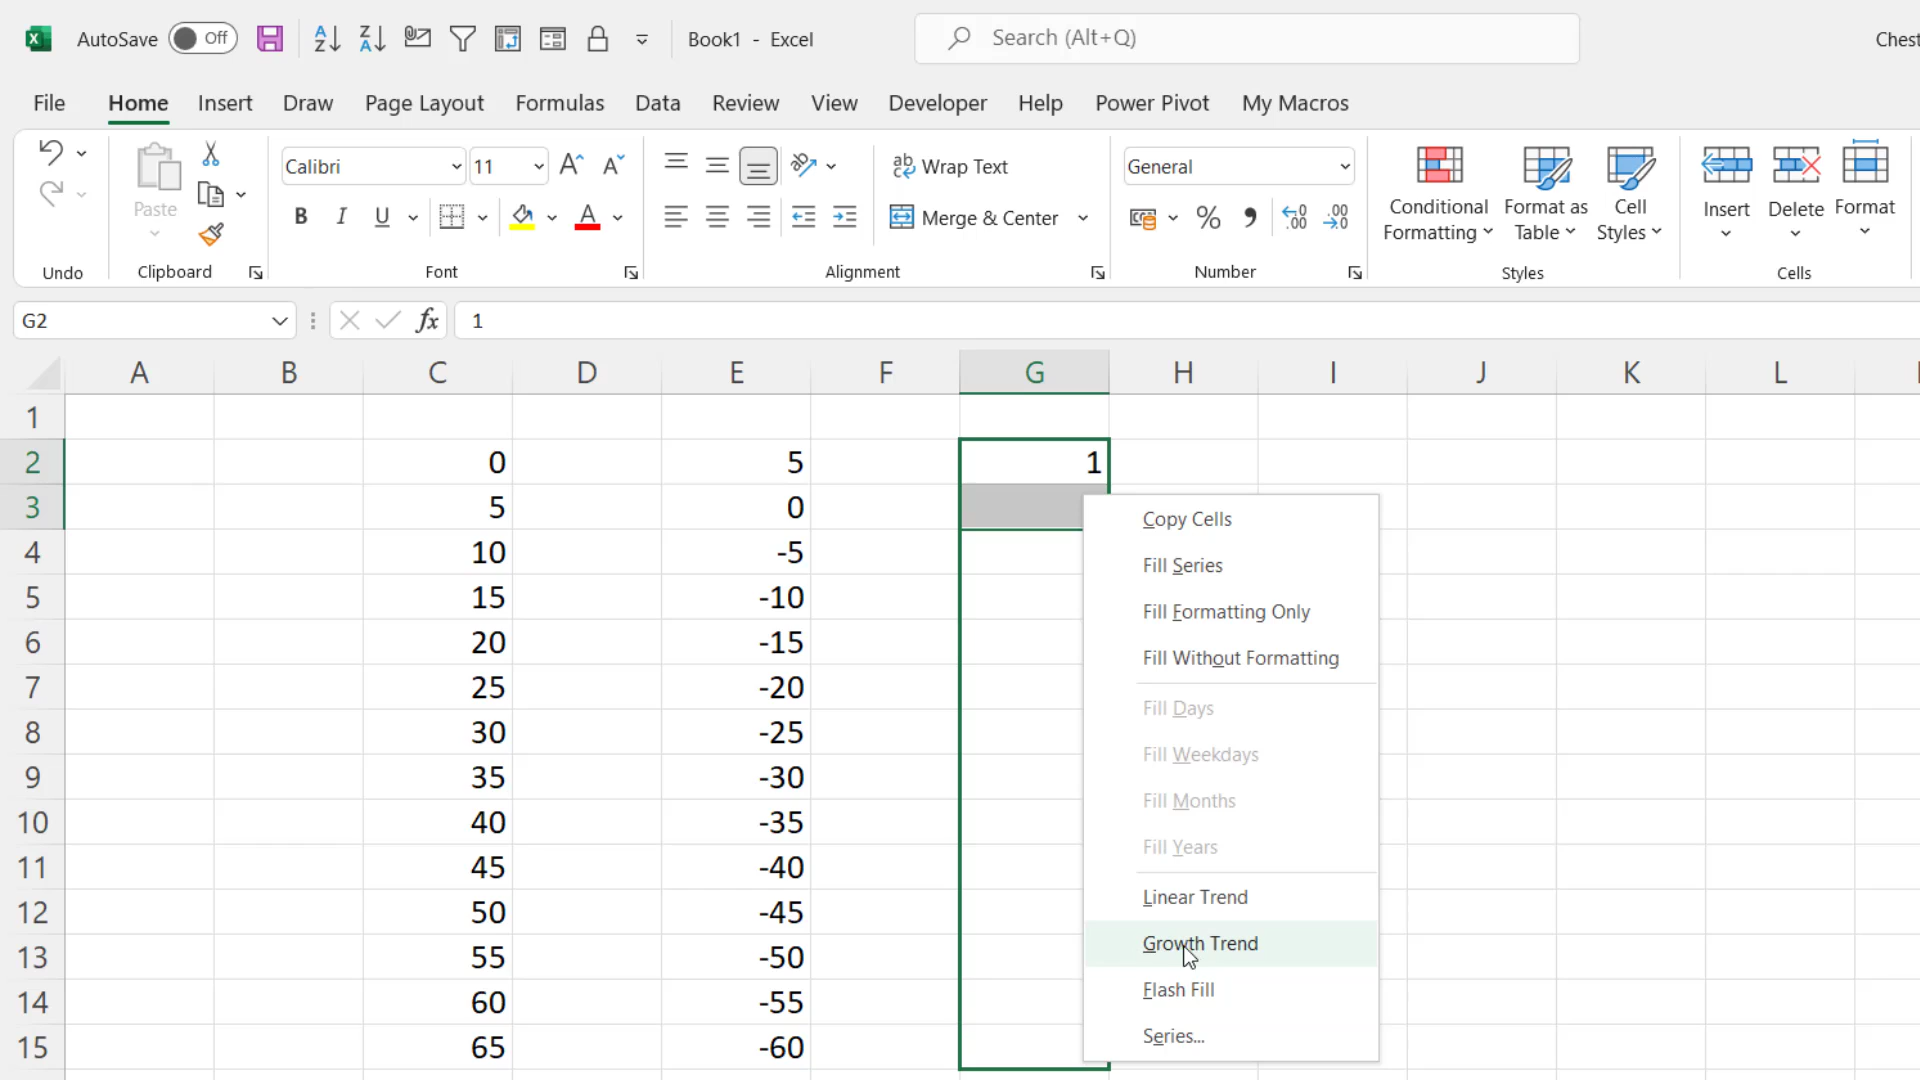 AutoSave Off Book1 - Excel Search (Alt+Q) Chest
File Home Insert Draw Page Layout Formulas Data Review View Developer Help Power Pivot My Macros
Calibri 11 Wrap Text General
Paste B I U Merge & Center % Conditional Formatting Format as Table Cell Styles Insert Delete Format
Undo Clipboard Font Alignment Number Styles Cells
G2 fx 1
A B C D E F G H I J K L
1
2 0 5 1
3 5 0
4 10 -5
5 15 -10
6 20 -15
7 25 -20
8 30 -25
9 35 -30
10 40 -35
11 45 -40
12 50 -45
13 55 -50
14 60 -55
15 65 -60
Copy Cells
Fill Series
Fill Formatting Only
Fill Without Formatting
Fill Days
Fill Weekdays
Fill Months
Fill Years
Linear Trend
Growth Trend
Flash Fill
Series...